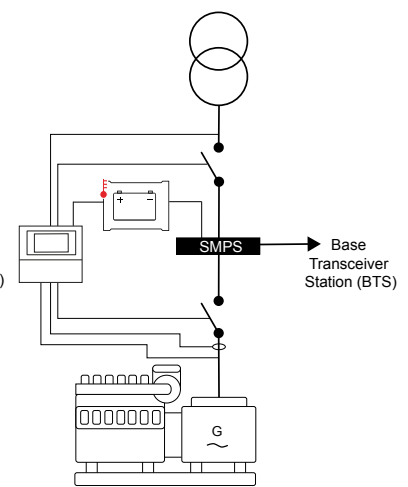 + −
SMPS
Base
Transceiver
Station (BTS)
)
G
~